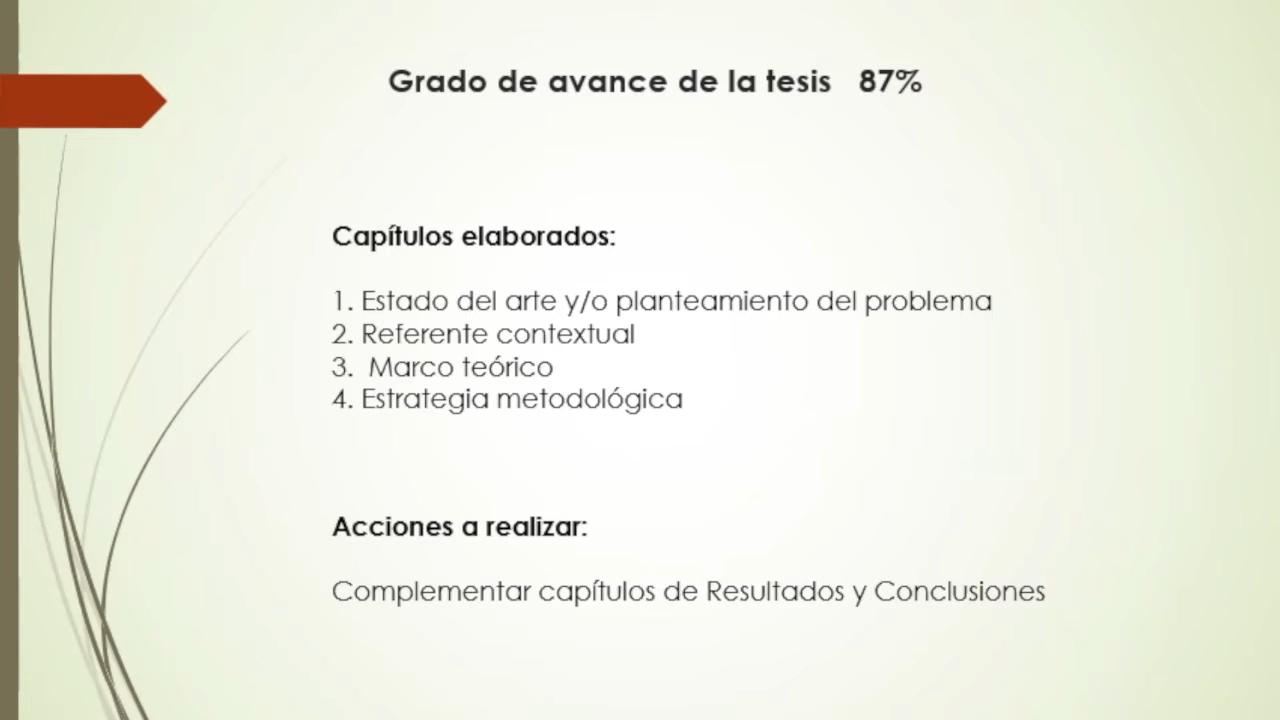 Grado de avance de la tesis 87%
Capítulos elaborados:
1. Estado del arte y/o planteamiento del problema
2. Referente contextual
3. Marco teórico
4. Estrategia metodológica
Acciones a realizar:
Complementar capítulos de Resultados y Conclusiones